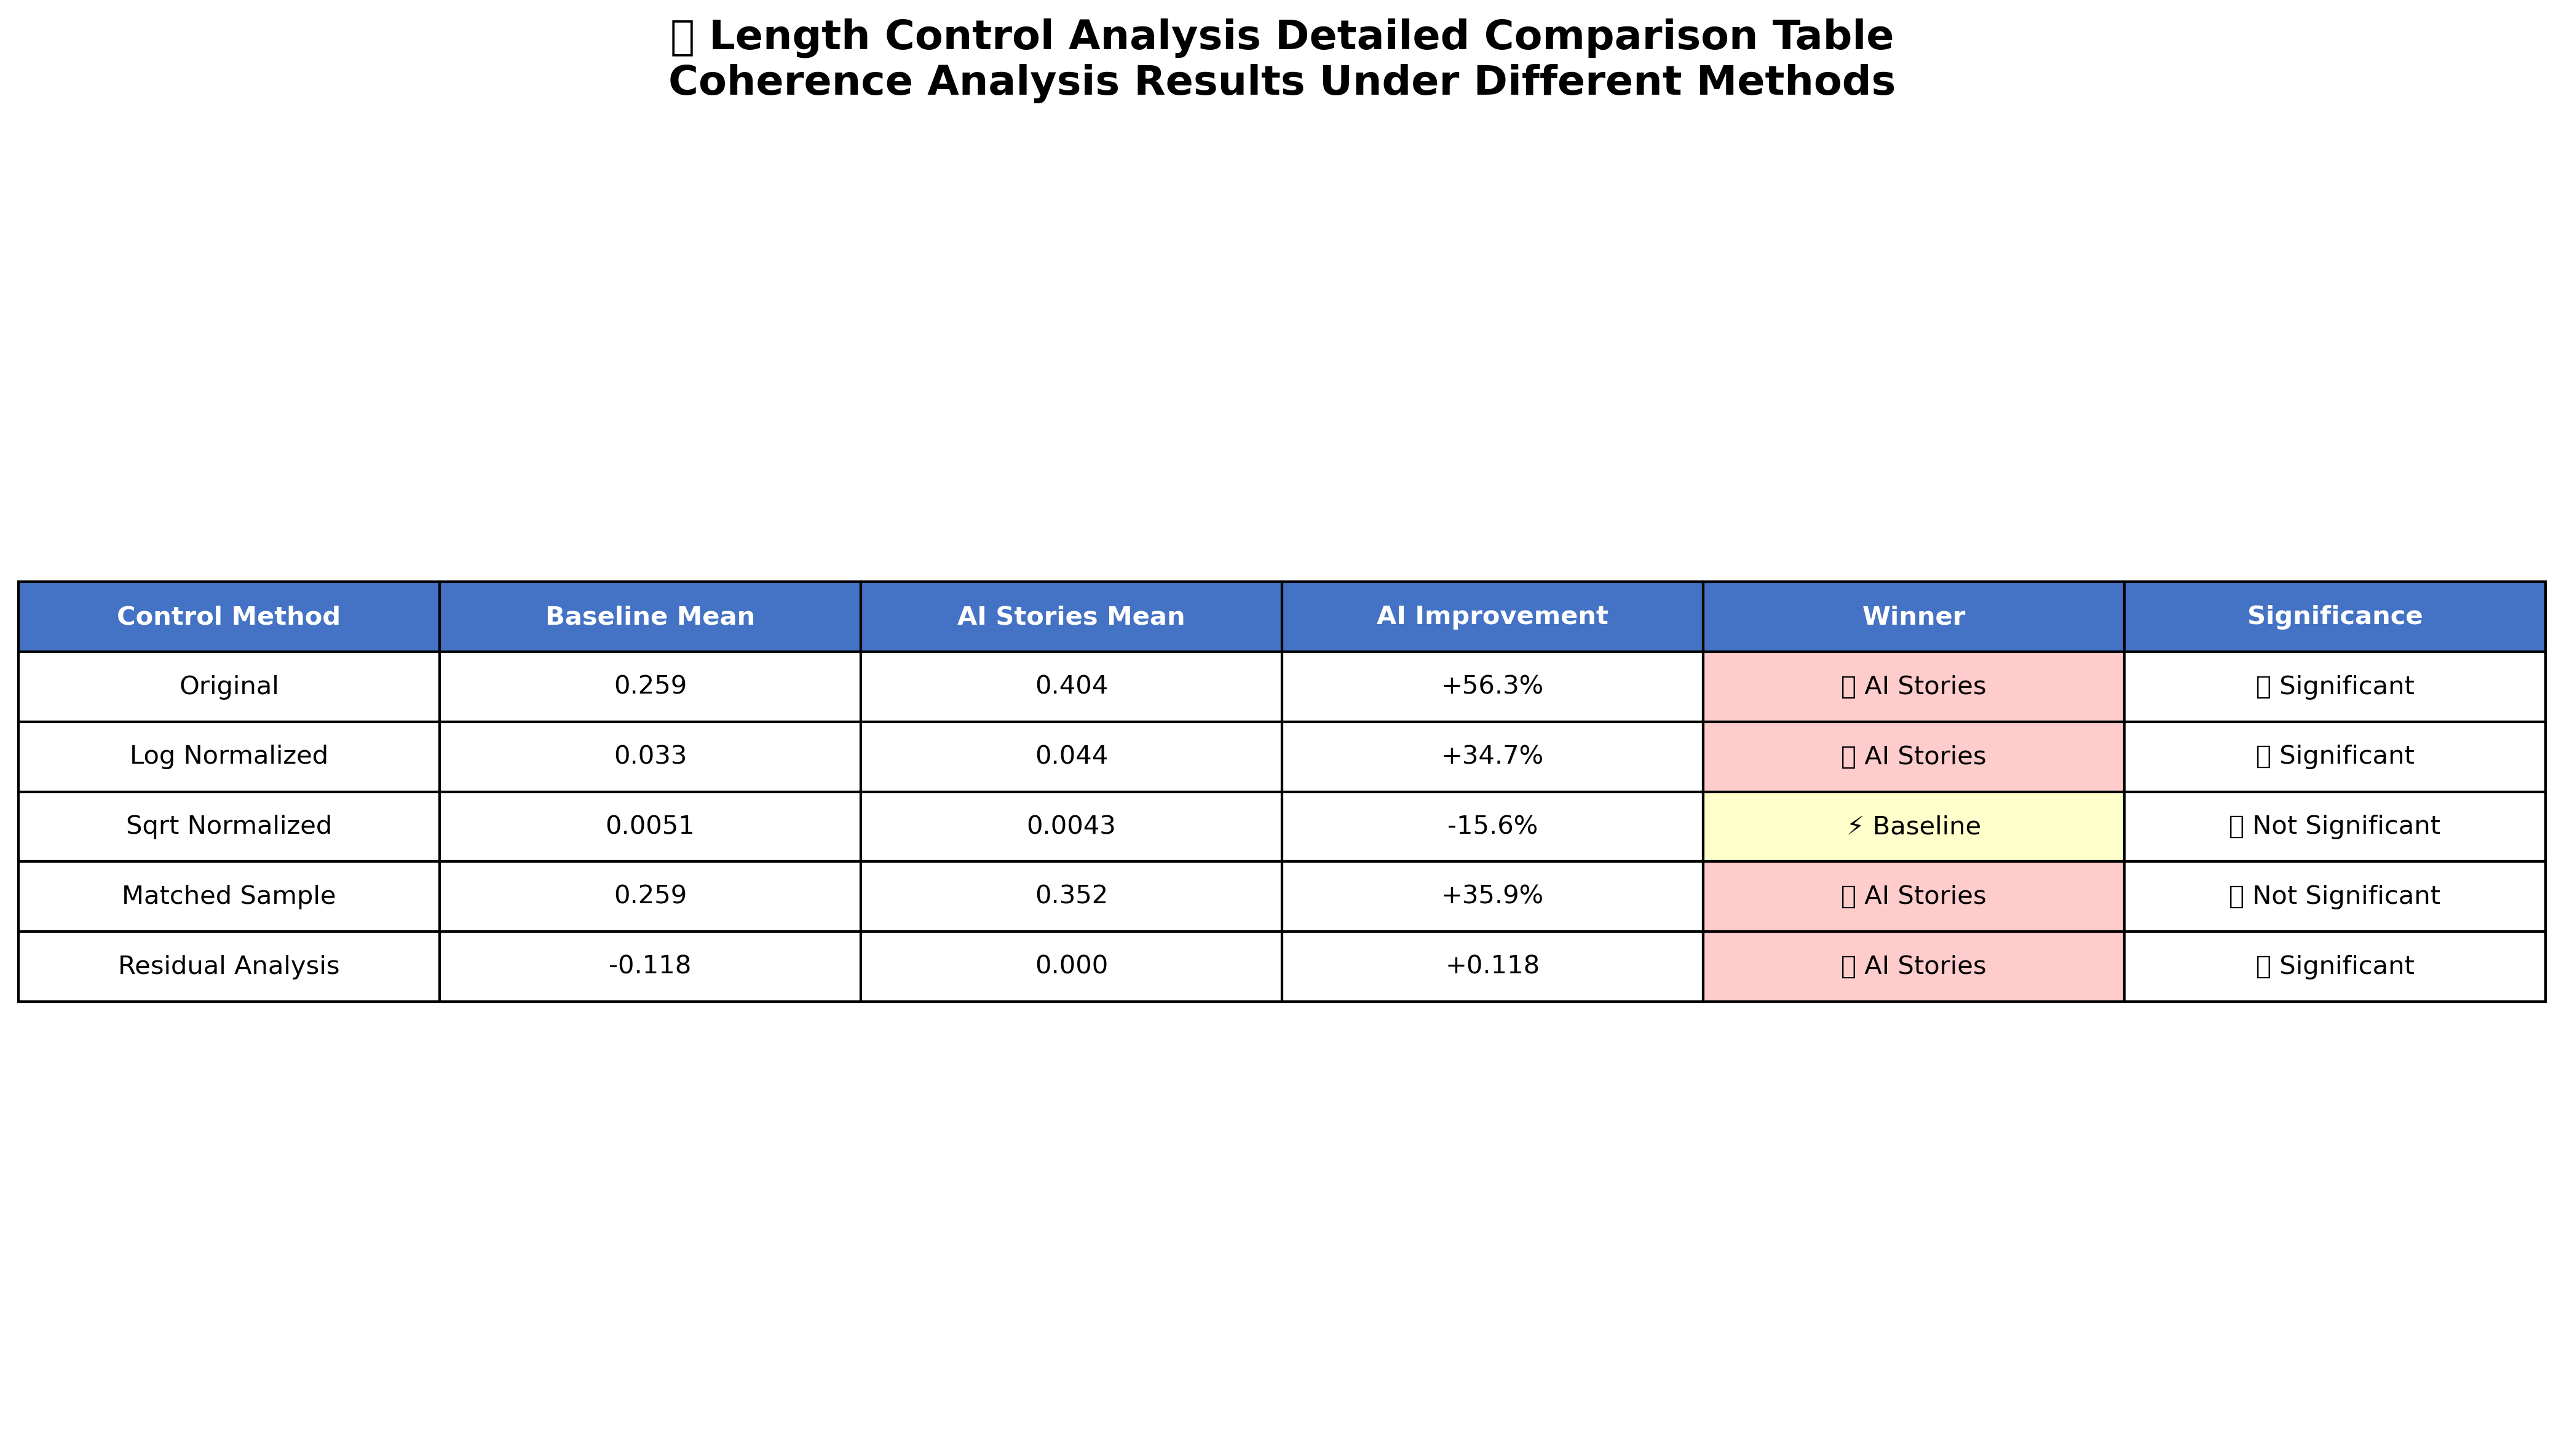 Length Control Analysis Detailed Comparison Table
Coherence Analysis Results Under Different Methods
Control Method Baseline Mean AI Stories Mean AI Improvement Winner Significance
Original 0.259 0.404 +56.3% AI Stories Significant
Log Normalized 0.033 0.044 +34.7% AI Stories Significant
Sqrt Normalized 0.0051 0.0043 -15.6% ⚡ Baseline Not Significant
Matched Sample 0.259 0.352 +35.9% AI Stories Not Significant
Residual Analysis -0.118 0.000 +0.118 AI Stories Significant